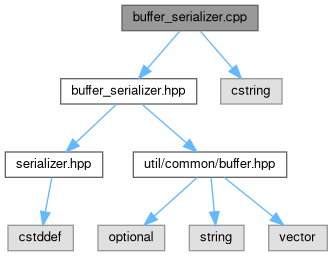 buffer_serializer.cpp
buffer_serializer.hpp
cstring
serializer.hpp
util/common/buffer.hpp
cstddef
optional
string
vector